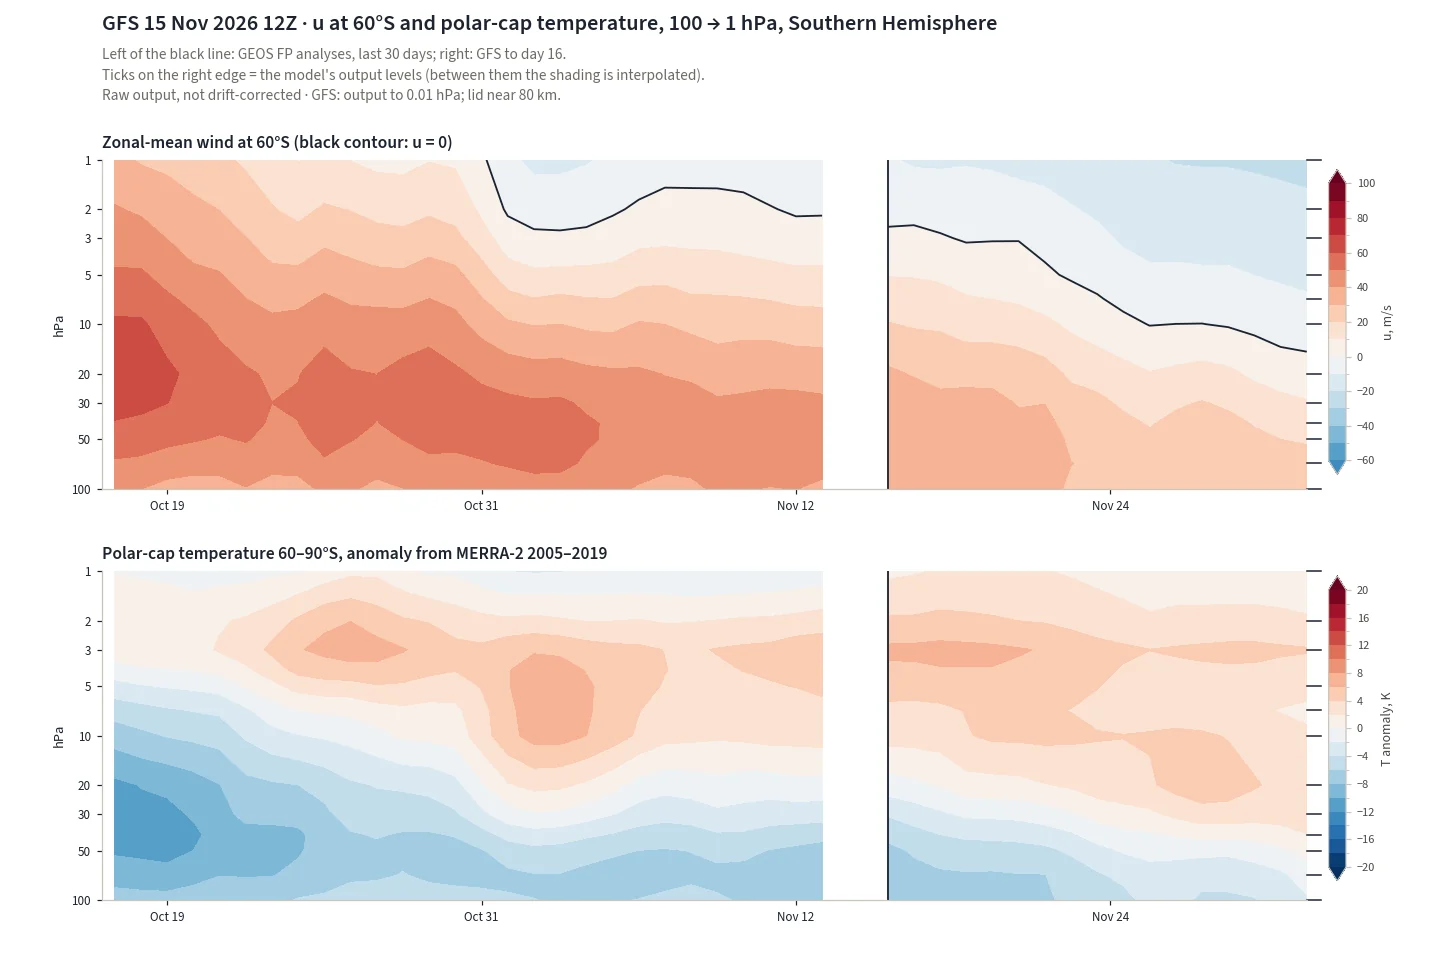 GFS 15 Nov 2026 12Z · u at 60°S and polar-cap temperature, 100 → 1 hPa, Southern Hemisphere
Left of the black line: GEOS FP analyses, last 30 days; right: GFS to day 16.
Ticks on the right edge = the model's output levels (between them the shading is interpolated).
Raw output, not drift-corrected · GFS: output to 0.01 hPa; lid near 80 km.
Zonal-mean wind at 60°S (black contour: u = 0)
1
2
3
5
10
20
30
50
100
hPa
Oct 19
Oct 31
Nov 12
Nov 24
100
80
60
40
20
0
−20
−40
−60
u, m/s
Polar-cap temperature 60–90°S, anomaly from MERRA-2 2005–2019
1
2
3
5
10
20
30
50
100
hPa
Oct 19
Oct 31
Nov 12
Nov 24
20
16
12
8
4
0
−4
−8
−12
−16
−20
T anomaly, K